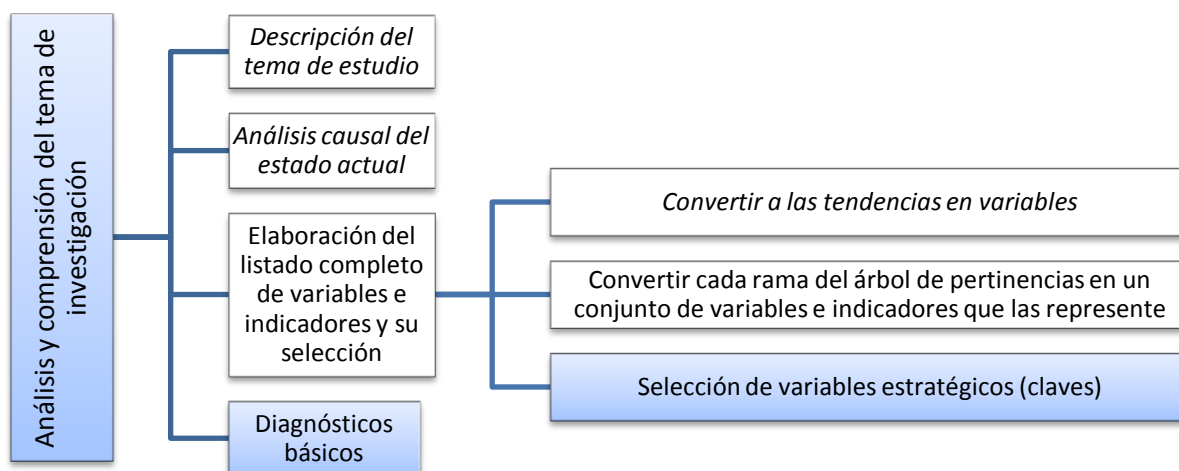 Análisis y comprensión del tema de
investigación
Descripción del
tema de estudio
Análisis causal del
estado actual
Elaboración del
listado completo
de variables e
indicadores y su
selección
Diagnósticos
básicos
Convertir a las tendencias en variables
Convertir cada rama del árbol de pertinencias en un
conjunto de variables e indicadores que las represente
Selección de variables estratégicos (claves)